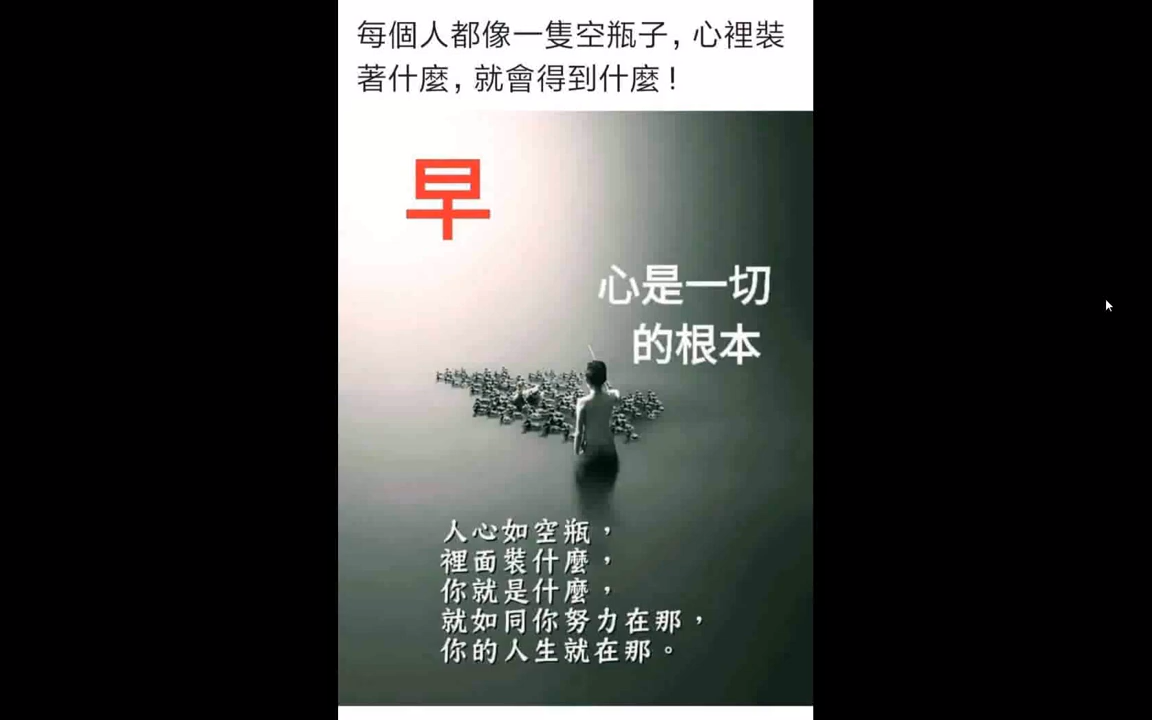 每個人都像一隻空瓶子, 心裡裝
著什麼, 就會得到什麼 !
早
心是一切
的根本
人心如空瓶，
裡面裝什麼，
你就是什麼，
就如同你努力在那，
你的人生就在那。